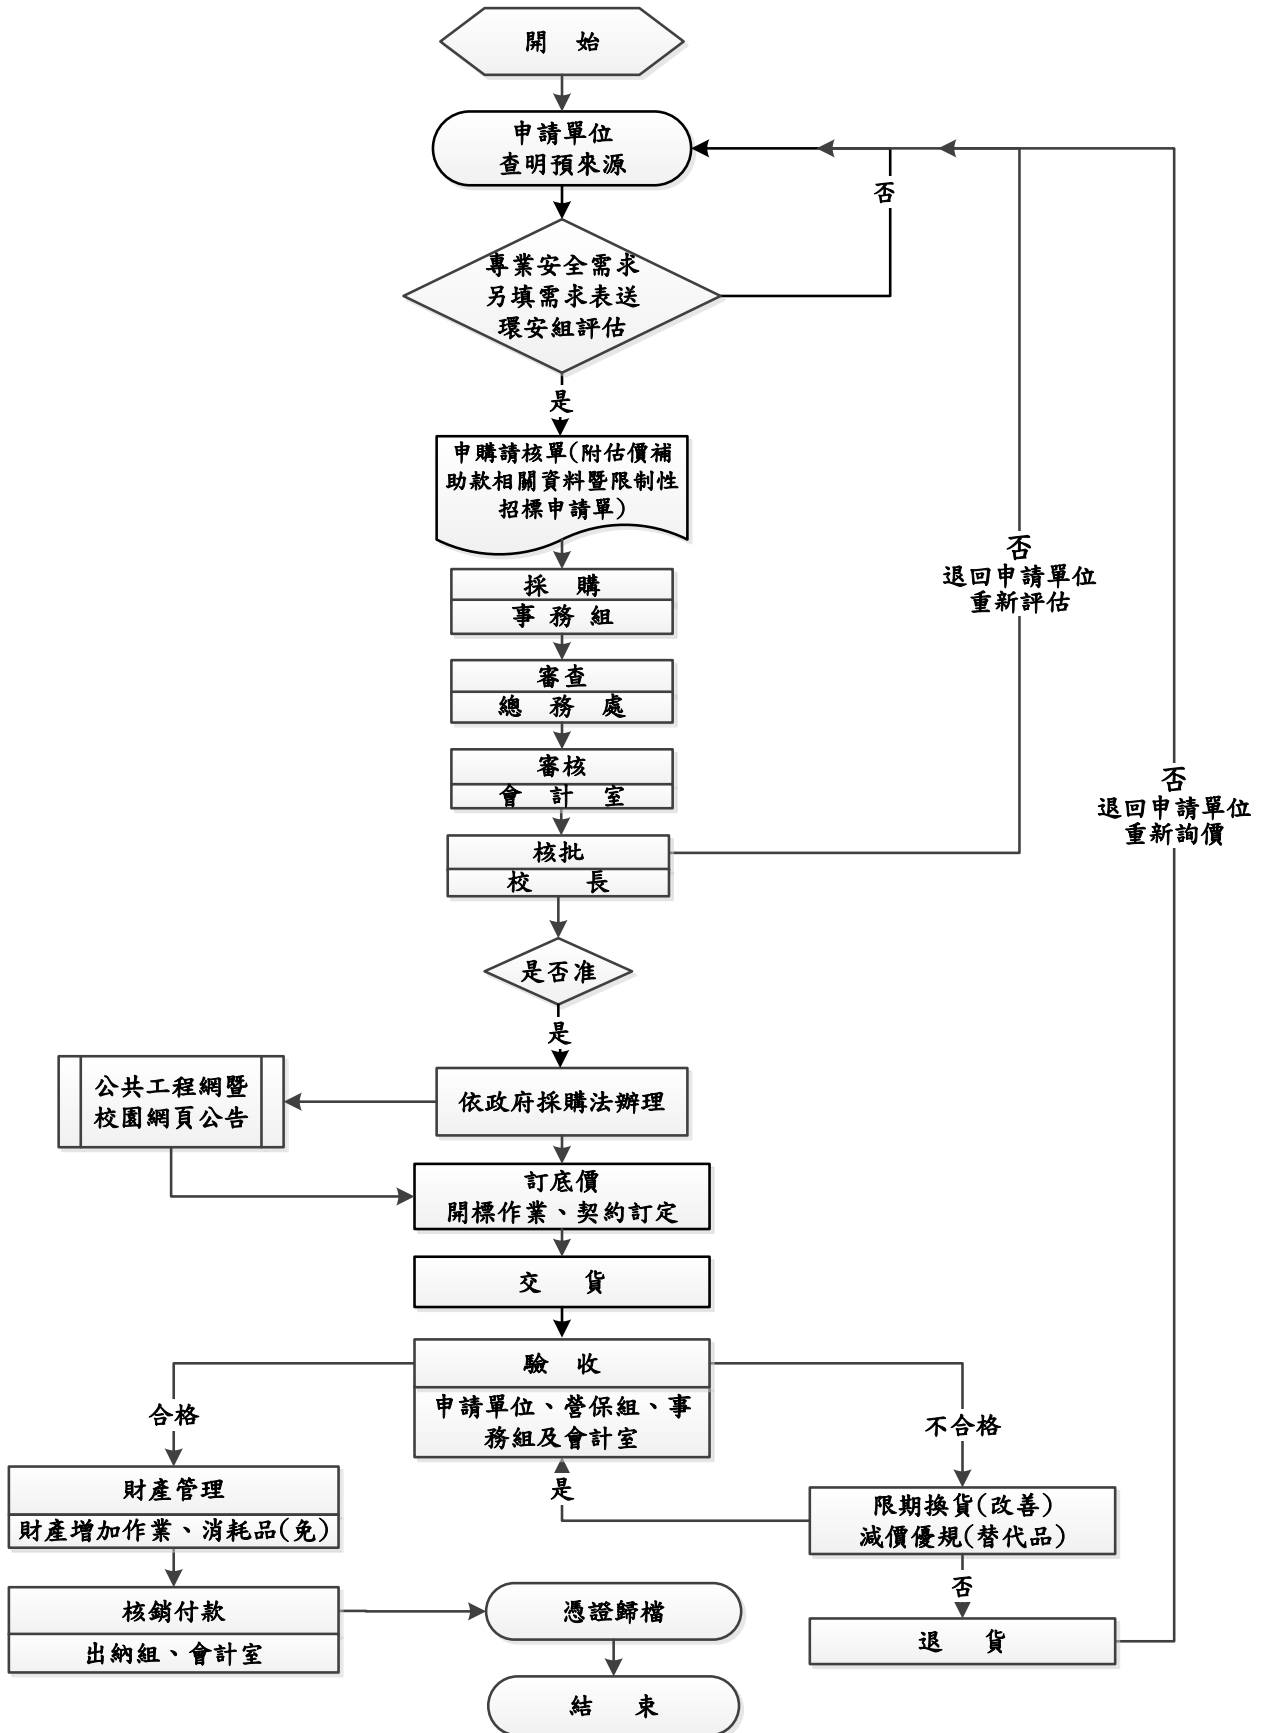 開 始
申請單位
查明預來源
否
專業安全需求
另填需求表送
環安組評估
是
申購請核單(附估價補
助款相關資料暨限制性
招標申請單)
否
退回申請單位
重新評估
採 購
事 務 組
審查
總 務 處
審核
會 計 室
否
退回申請單位
重新詢價
核批
校 長
是否准
是
公共工程網暨
校園網頁公告
依政府採購法辦理
訂底價
開標作業、契約訂定
交 貨
驗 收
申請單位、營保組、事
務組及會計室
合格
不合格
是
財產管理
財產增加作業、消耗品(免)
限期換貨(改善)
減價優規(替代品)
否
核銷付款
出納組、會計室
憑證歸檔
退 貨
結 束